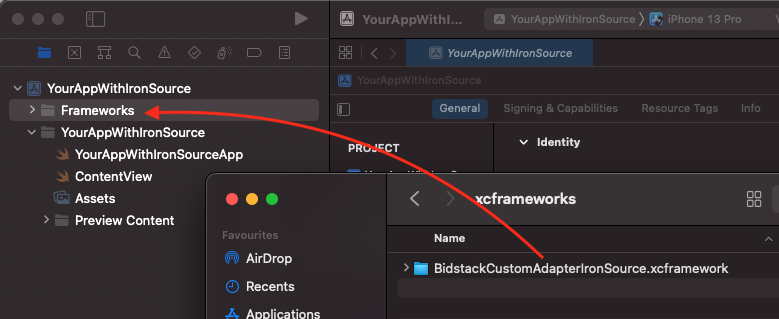 YourAppWithIronS...
YourAppWithIronSource
iPhone 13 Pro
YourAppWithIronSource
YourAppWithIronSource
YourAppWithIronSource
Frameworks
YourAppWithIronSource
YourAppWithIronSourceApp
ContentView
Assets
Preview Content
General
Signing & Capabilities
Resource Tags
Info
PROJECT
Identity
xcframeworks
Favourites
AirDrop
Recents
Applications
Name
BidstackCustomAdapterIronSource.xcframework